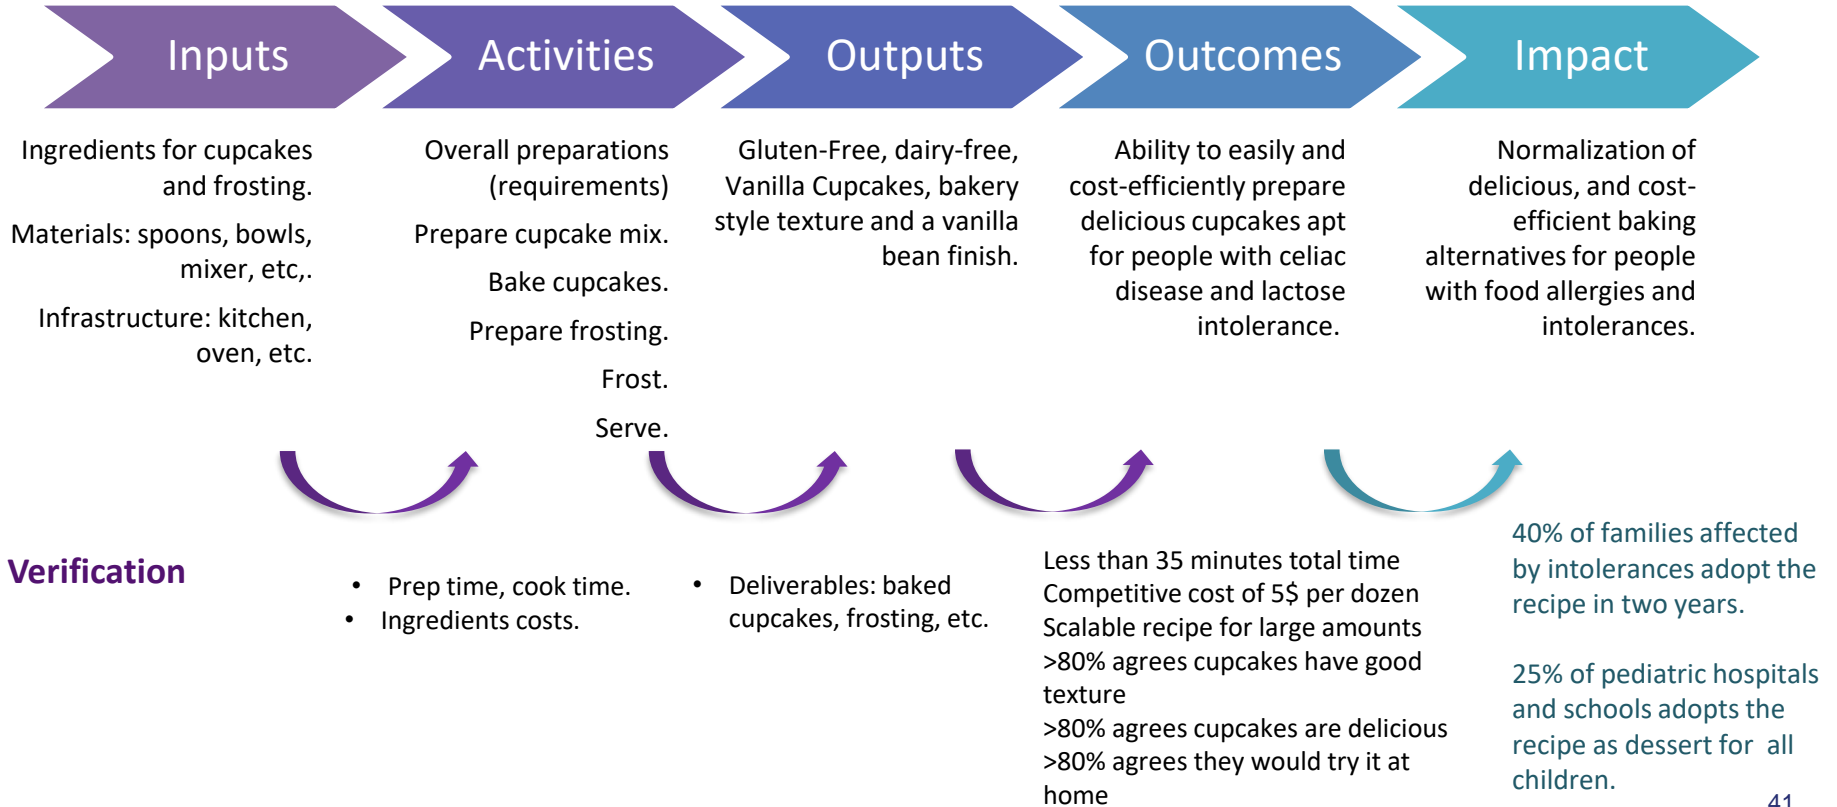 Inputs
Activities
Outputs
Outcomes
Impact
Ingredients for cupcakes
and frosting.
Materials: spoons, bowls,
mixer, etc,.
Infrastructure: kitchen,
oven, etc.
Overall preparations
(requirements)
Prepare cupcake mix.
Bake cupcakes.
Prepare frosting.
Frost.
Serve.
Gluten-Free, dairy-free,
Vanilla Cupcakes, bakery
style texture and a vanilla
bean finish.
Ability to easily and
cost-efficiently prepare
delicious cupcakes apt
for people with celiac
disease and lactose
intolerance.
Normalization of
delicious, and cost-
efficient baking
alternatives for people
with food allergies and
intolerances.
Verification
• Prep time, cook time.
• Ingredients costs.
• Deliverables: baked
cupcakes, frosting, etc.
Less than 35 minutes total time
Competitive cost of 5$ per dozen
Scalable recipe for large amounts
>80% agrees cupcakes have good
texture
>80% agrees cupcakes are delicious
>80% agrees they would try it at
home
40% of families affected
by intolerances adopt the
recipe in two years.
25% of pediatric hospitals
and schools adopts the
recipe as dessert for all
children.
41